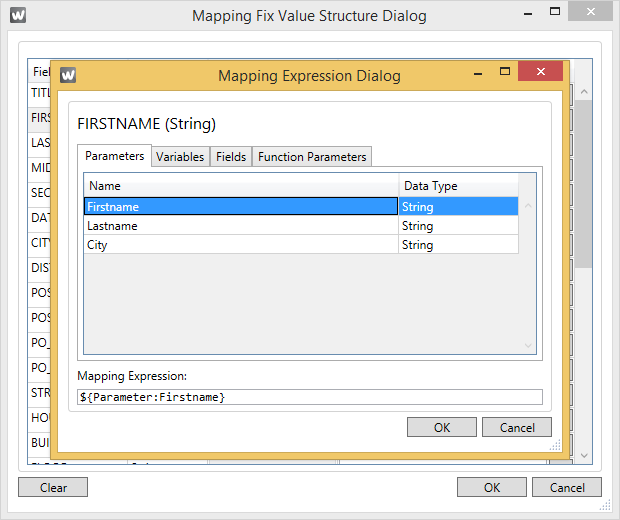 Mapping Fix Value Structure Dialog
Mapping Expression Dialog
FIRSTNAME (String)
Parameters Variables Fields Function Parameters
Name Data Type
Firstname String
Lastname String
City String
Mapping Expression:
${Parameter:Firstname}
OK Cancel
Fiel
TITL
FIRS
LAS
MID
SEC
DAT
CITY
DIST
POS
POS
PO_
PO_
STR
HOU
BUI
Clear OK Cancel